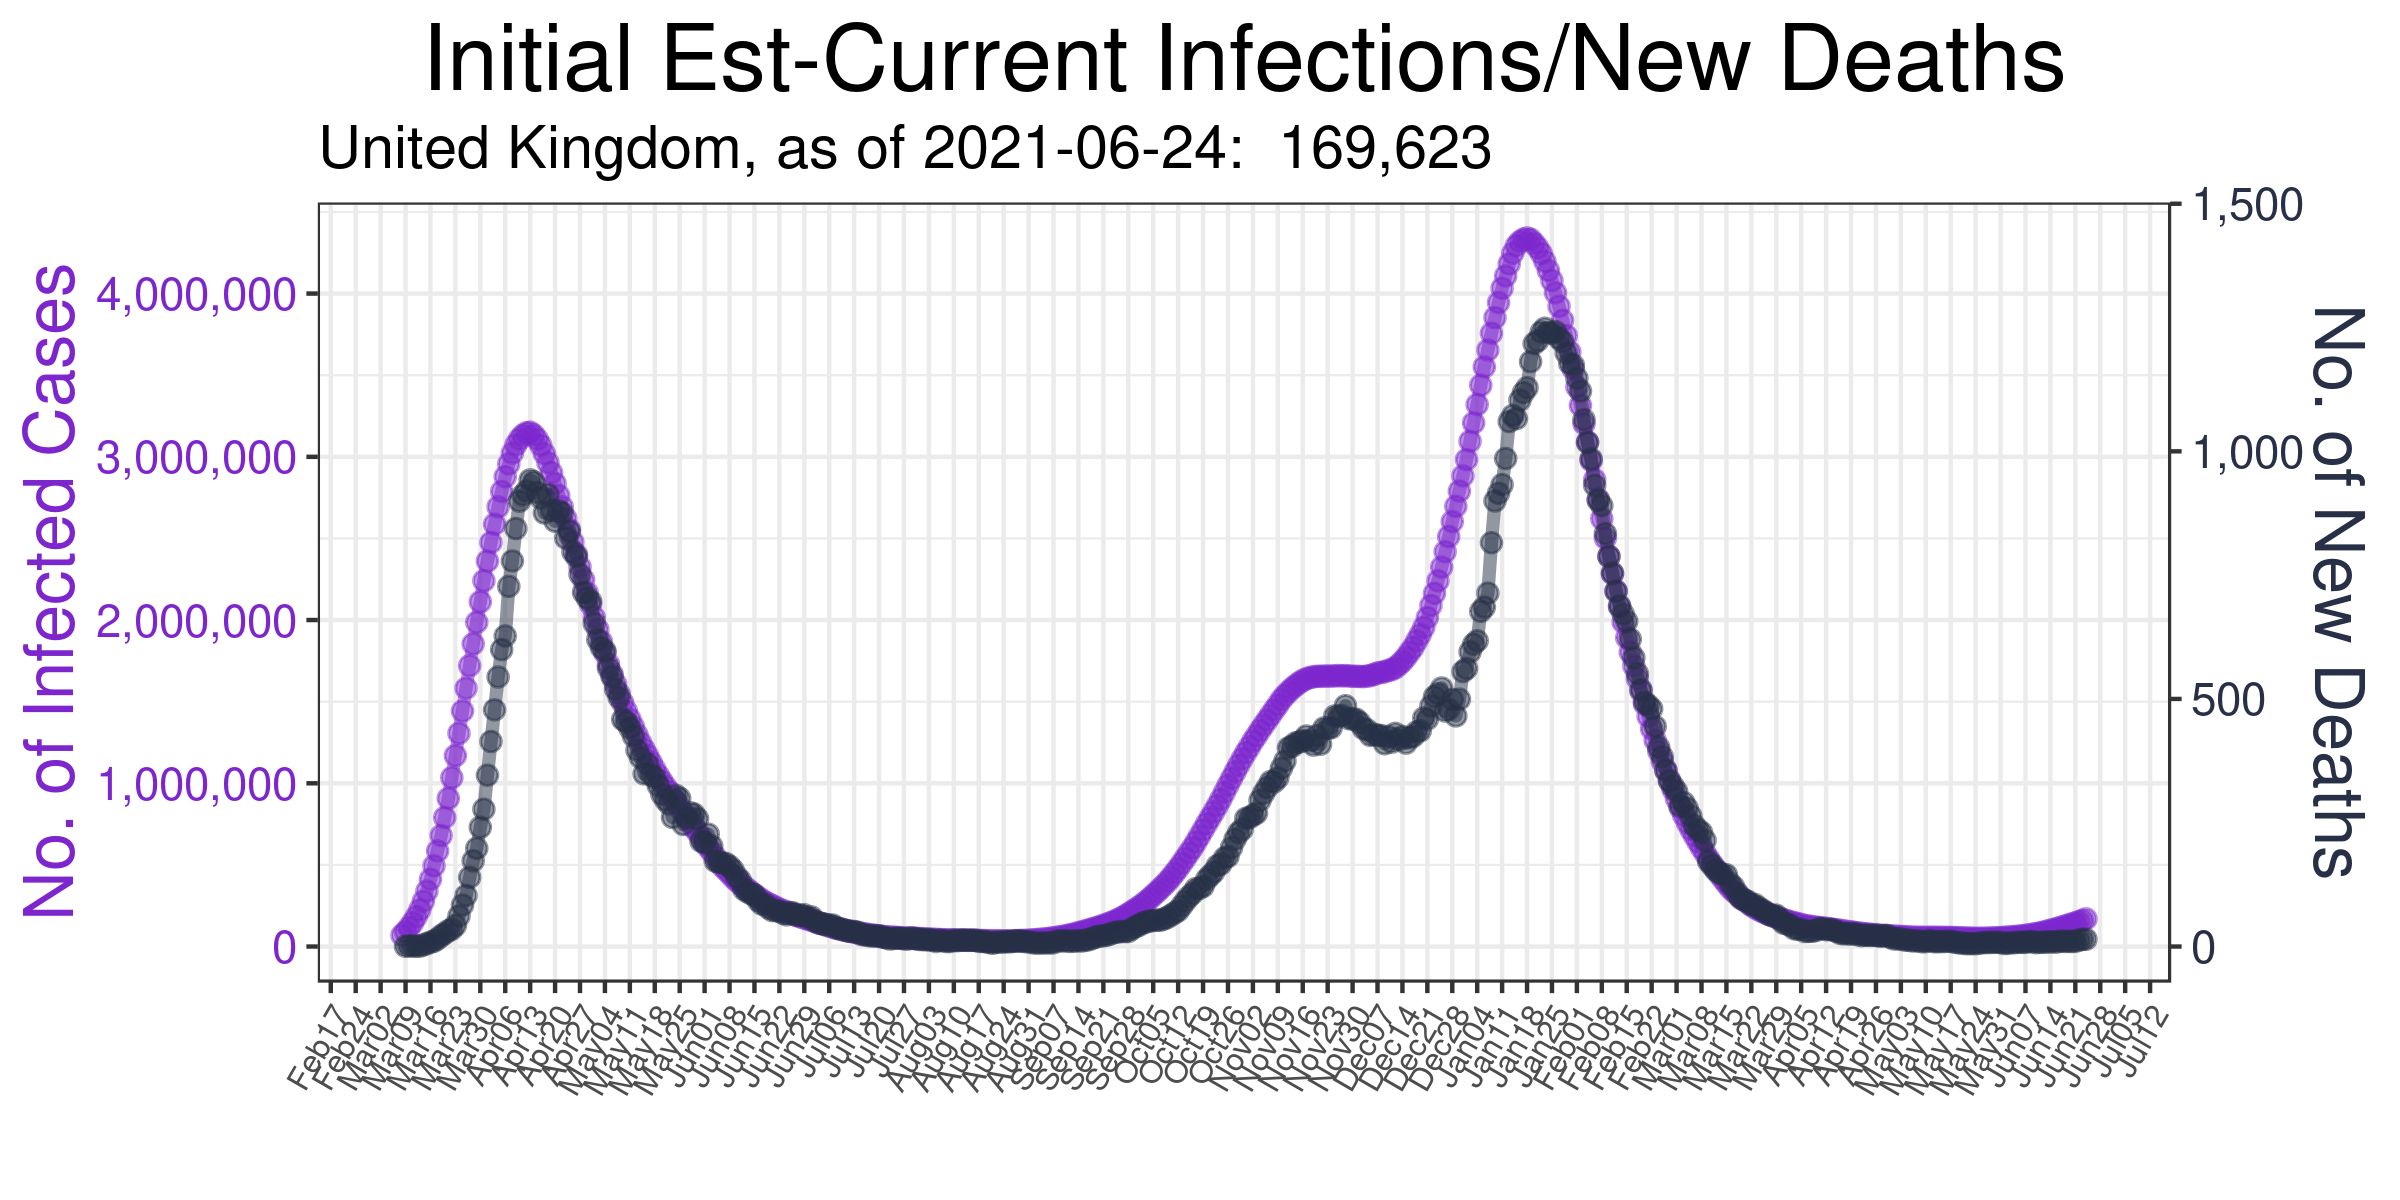 Initial Est-Current Infections/New Deaths
United Kingdom, as of 2021-06-24:  169,623
No. of Infected Cases
4,000,000
3,000,000
2,000,000
1,000,000
0
1,500
1,000
500
0
No. of New Deaths
Feb17
Feb24
Mar02
Mar09
Mar16
Mar23
Mar30
Apr06
Apr13
Apr20
Apr27
May04
May11
May18
May25
Jun01
Jun08
Jun15
Jun22
Jun29
Jul06
Jul13
Jul20
Jul27
Aug03
Aug10
Aug17
Aug24
Aug31
Sep07
Sep14
Sep21
Sep28
Oct05
Oct12
Oct19
Oct26
Nov02
Nov09
Nov16
Nov23
Nov30
Dec07
Dec14
Dec21
Dec28
Jan04
Jan11
Jan18
Jan25
Feb01
Feb08
Feb15
Feb22
Mar01
Mar08
Mar15
Mar22
Mar29
Apr05
Apr12
Apr19
Apr26
May03
May10
May17
May24
May31
Jun07
Jun14
Jun21
Jun28
Jul05
Jul12